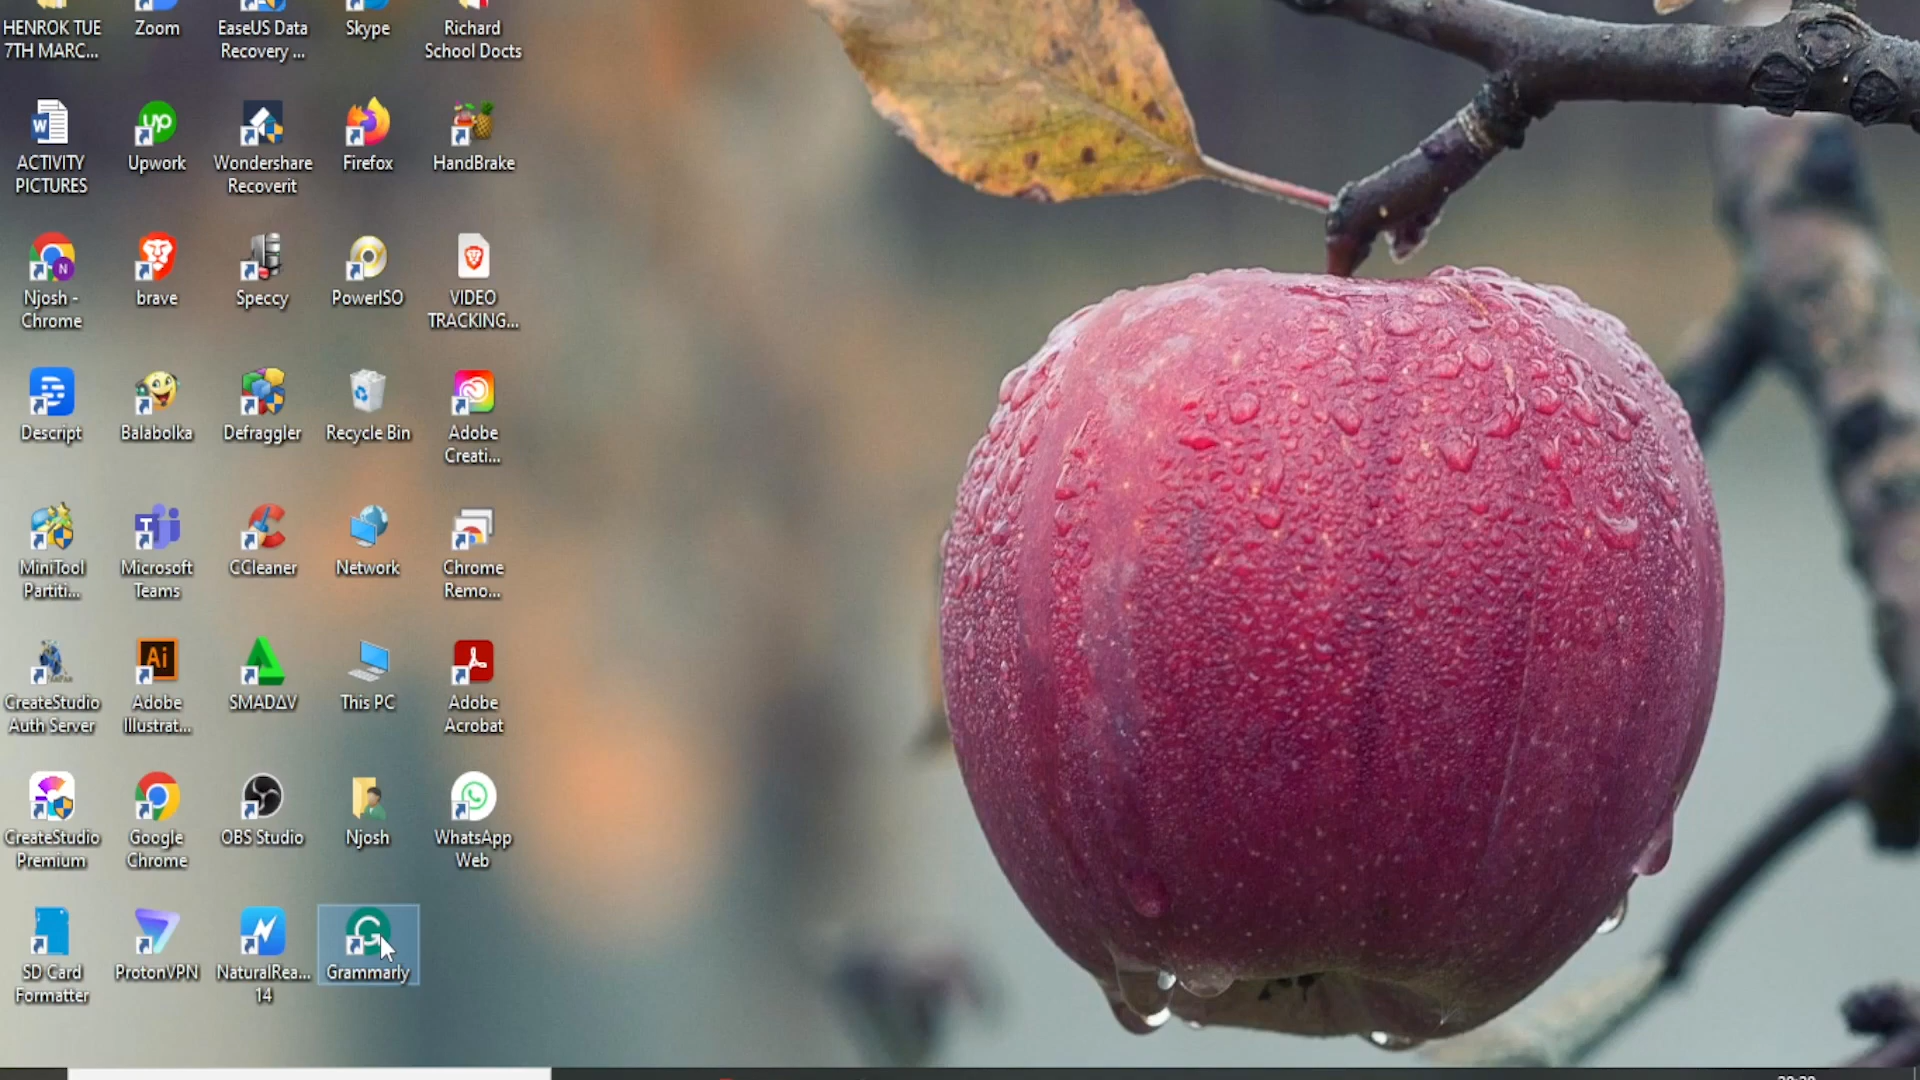 HENROK TUE
7TH MARC...
Zoom
EaseUS Data
Recovery ...
Skype
Richard
School Docts
W
ACTIVITY
PICTURES
up
Upwork
Wondershare
Recoverit
Firefox
HandBrake
N
Njosh -
Chrome
brave
Speccy
PowerISO
VIDEO
TRACKING...
Descript
Balabolka
Defraggler
Recycle Bin
Adobe
Creati...
MiniTool
Partiti...
T
Microsoft
Teams
CCleaner
Network
Chrome
Remo...
CreateStudio
Auth Server
Ai
Adobe
Illustrat...
SMADΔV
This PC
Adobe
Acrobat
CreateStudio
Premium
Google
Chrome
OBS Studio
Njosh
WhatsApp
Web
SD Card
Formatter
ProtonVPN
NaturalRea...
14
G
Grammarly